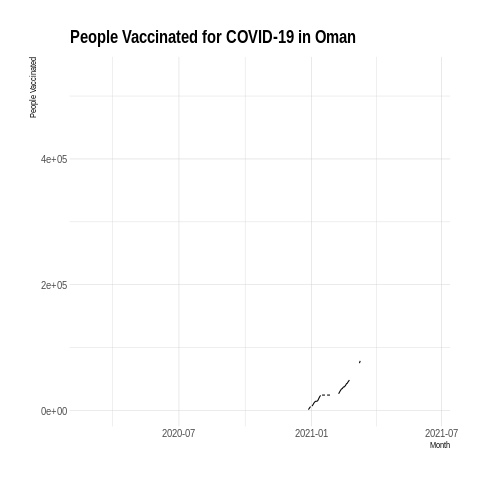 People Vaccinated for COVID-19 in Oman
People Vaccinated
4e+05
2e+05
0e+00
2020-07
2021-01
2021-07
Month